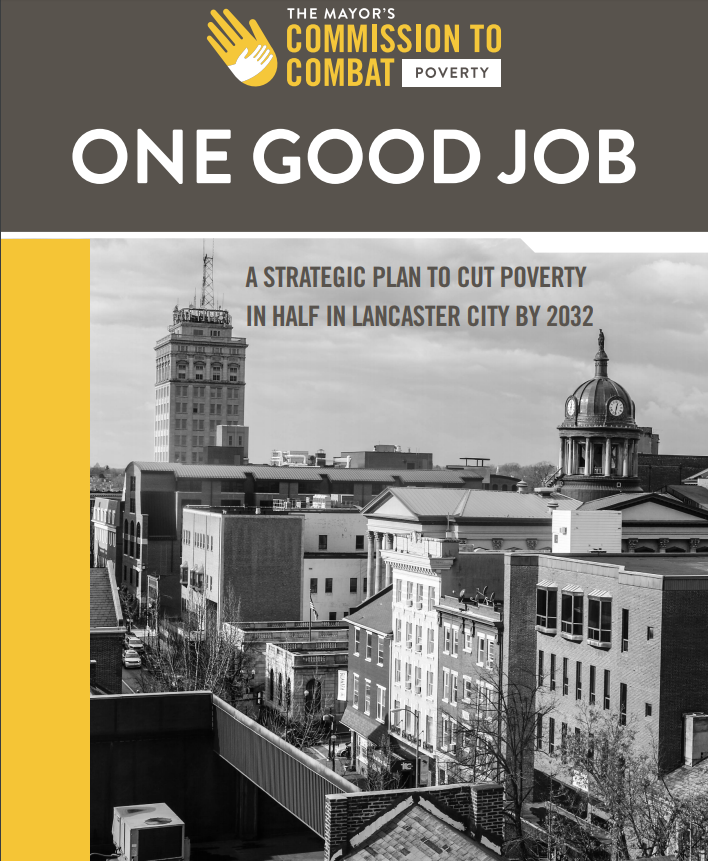 THE MAYOR'S
COMMISSION TO
COMBAT POVERTY
ONE GOOD JOB
A STRATEGIC PLAN TO CUT POVERTY
IN HALF IN LANCASTER CITY BY 2032